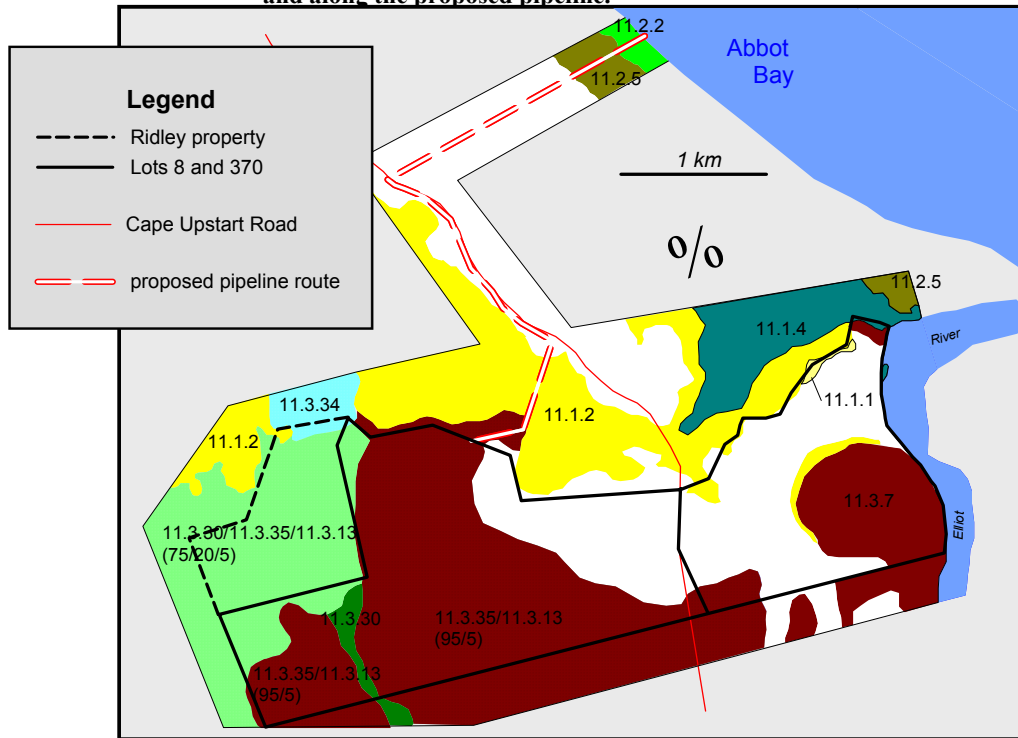 and along the proposed pipeline.
11.2.2
Abbot
Bay
11.2.5
Legend
Ridley property
Lots 8 and 370
Cape Upstart Road
proposed pipeline route
1 km
%
11.2.5
11.1.4
River
11.3.34
11.1.2
11.1.1
11.1.2
11.3.7
11.3.30/11.3.35/11.3.13
(75/20/5)
Elliot
11.3.30
11.3.35/11.3.13
(95/5)
11.3.35/11.3.13
(95/5)